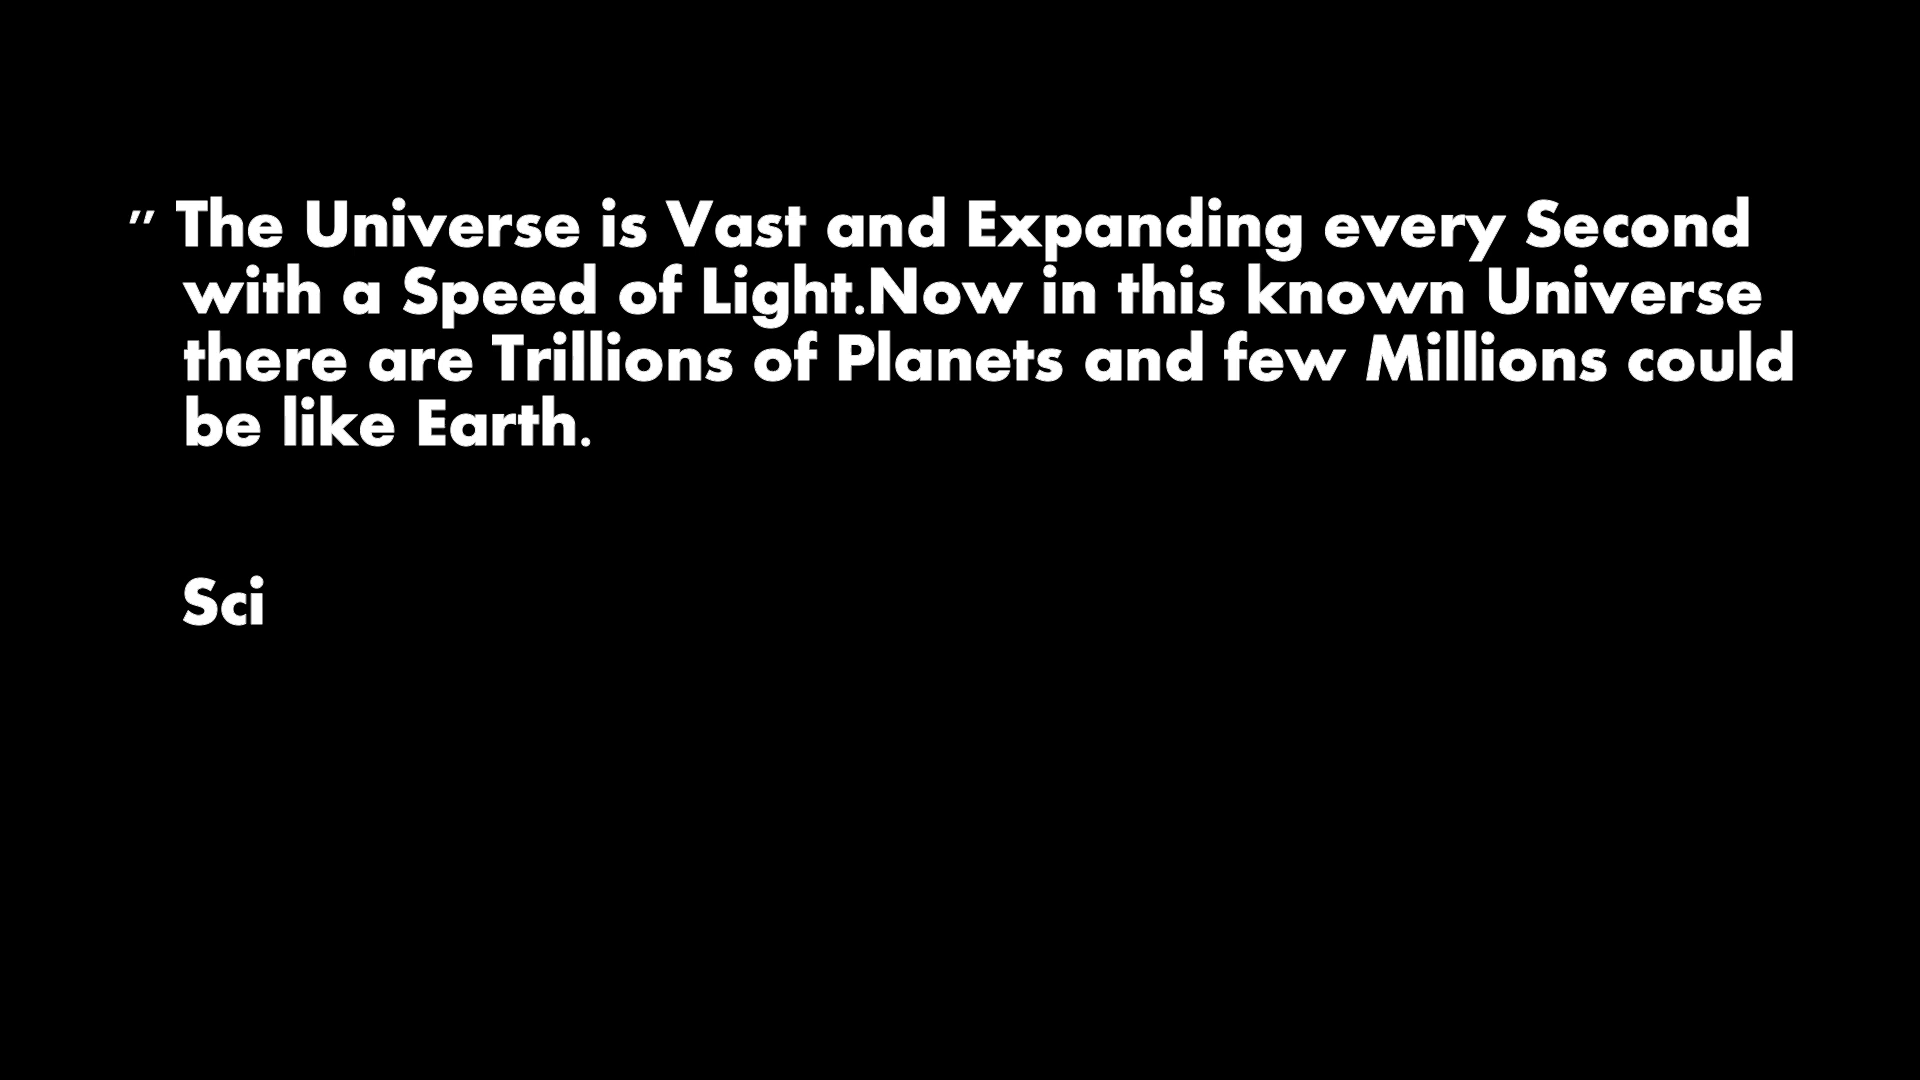 " The Universe is Vast and Expanding every Second
with a Speed of Light.Now in this known Universe
there are Trillions of Planets and few Millions could
be like Earth.
Sci